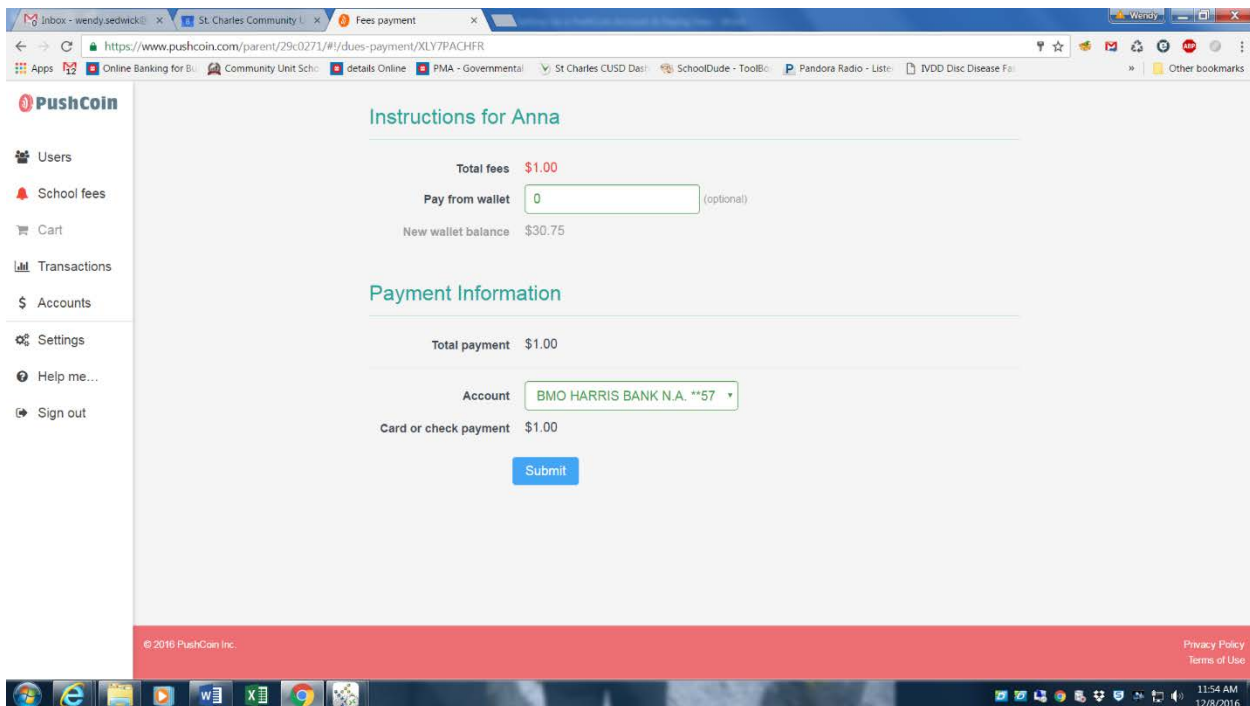 Inbox - wendy.sedwick@ x St. Charles Community U x Fees payment x Wendy
https://www.pushcoin.com/parent/29c0271/#!/dues-payment/XLY7PACHFR
Apps Online Banking for Bu Community Unit Scho details Online PMA - Governmental St Charles CUSD Dash SchoolDude - ToolBo Pandora Radio - Liste IVDD Disc Disease Fa » Other bookmarks
PushCoin
Users
School fees
Cart
Transactions
$ Accounts
Settings
Help me...
Sign out
Instructions for Anna
Total fees $1.00
Pay from wallet 0 (optional)
New wallet balance $30.75
Payment Information
Total payment $1.00
Account BMO HARRIS BANK N.A. **57
Card or check payment $1.00
Submit
© 2016 PushCoin Inc.
Privacy Policy
Terms of Use
11:54 AM
12/8/2016